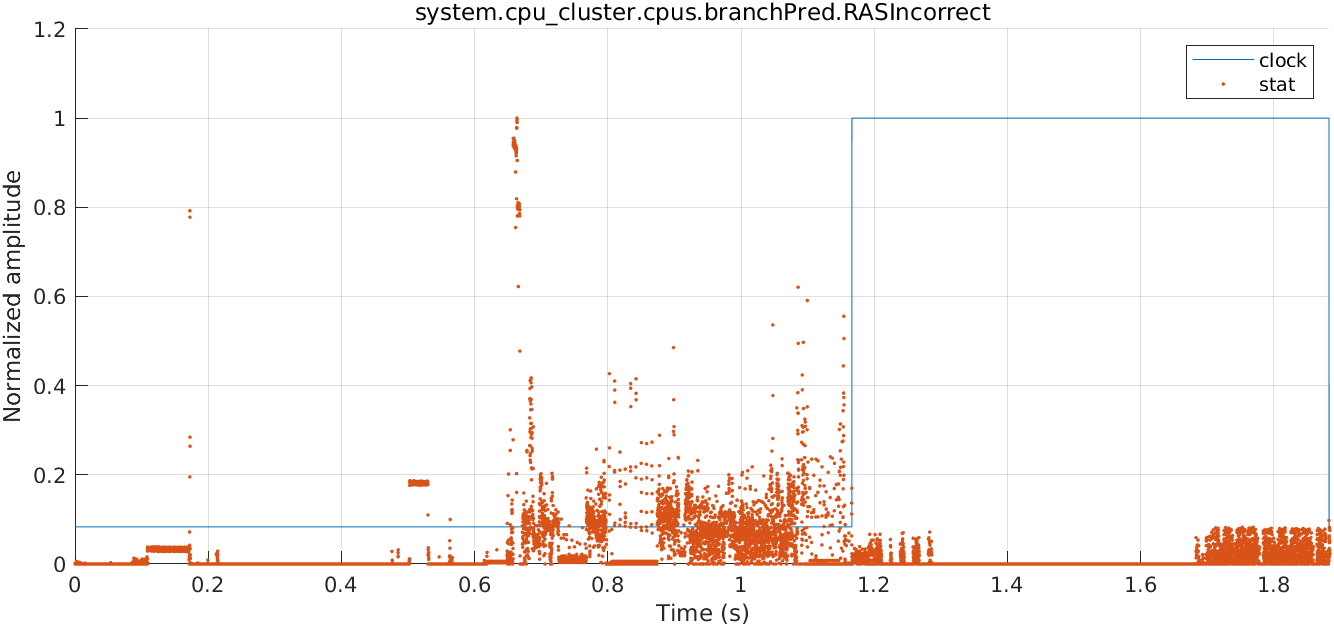 system.cpu_cluster.cpus.branchPred.RASIncorrect
1.2
1
0.8
0.6
0.4
0.2
0
Normalized amplitude
clock
stat
0 0.2 0.4 0.6 0.8 1 1.2 1.4 1.6 1.8
Time (s)